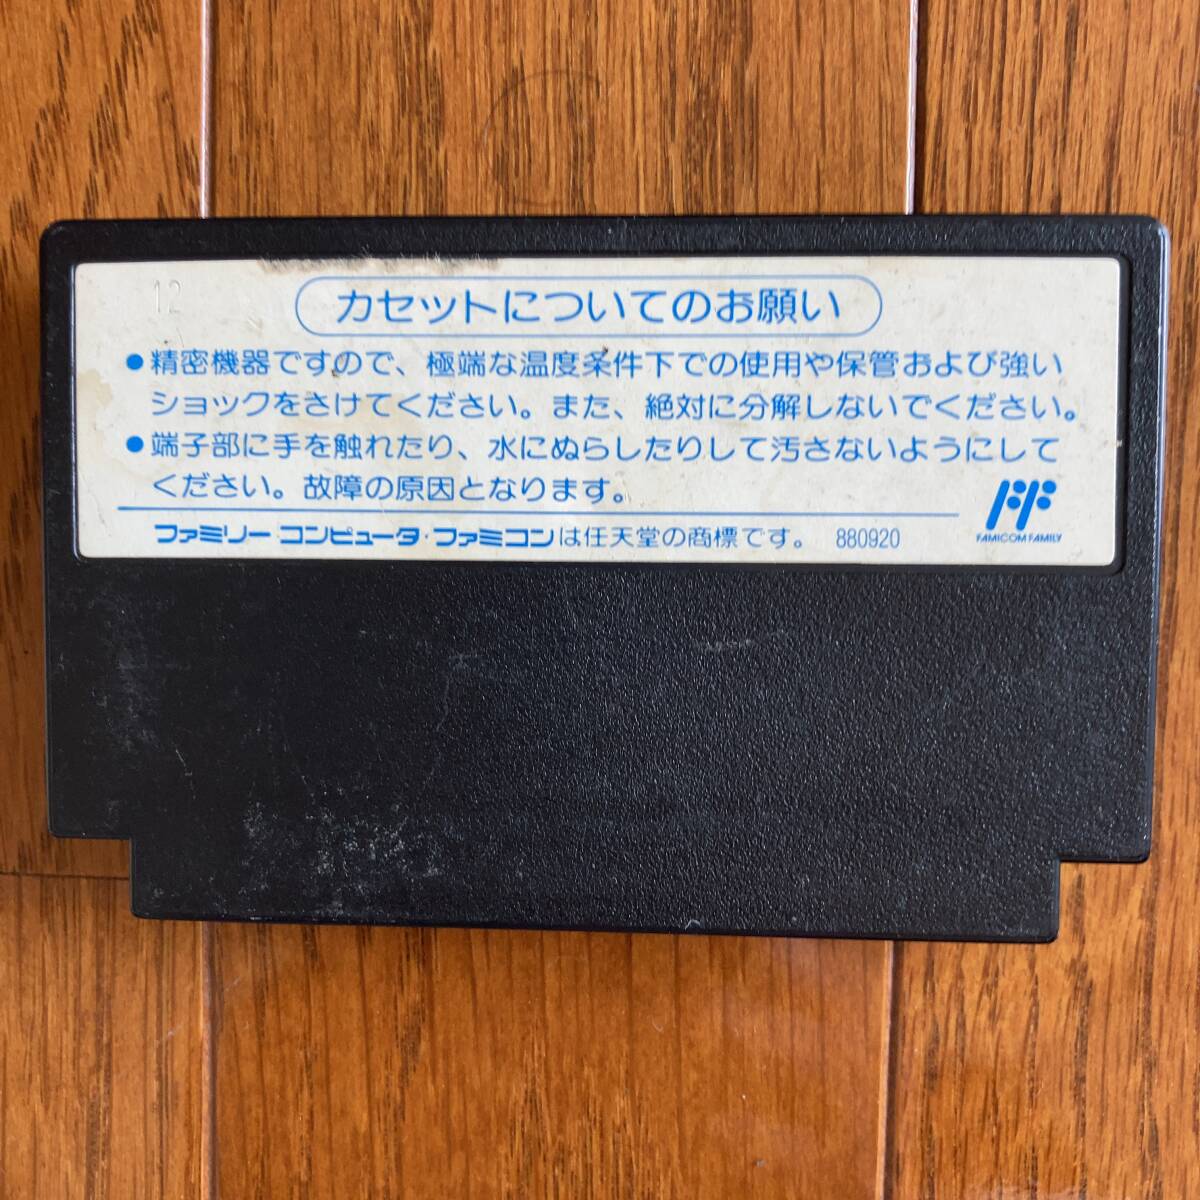 12
カセットについてのお願い
●精密機器ですので、極端な温度条件下での使用や保管および強い
ショックをさけてください。また、絶対に分解しないでください。
●端子部に手を触れたり、水にぬらしたりして汚さないようにして
ください。故障の原因となります。
ファミリーコンピュータ・ファミコンは任天堂の商標です。 880920
FF
FAMICOM FAMILY